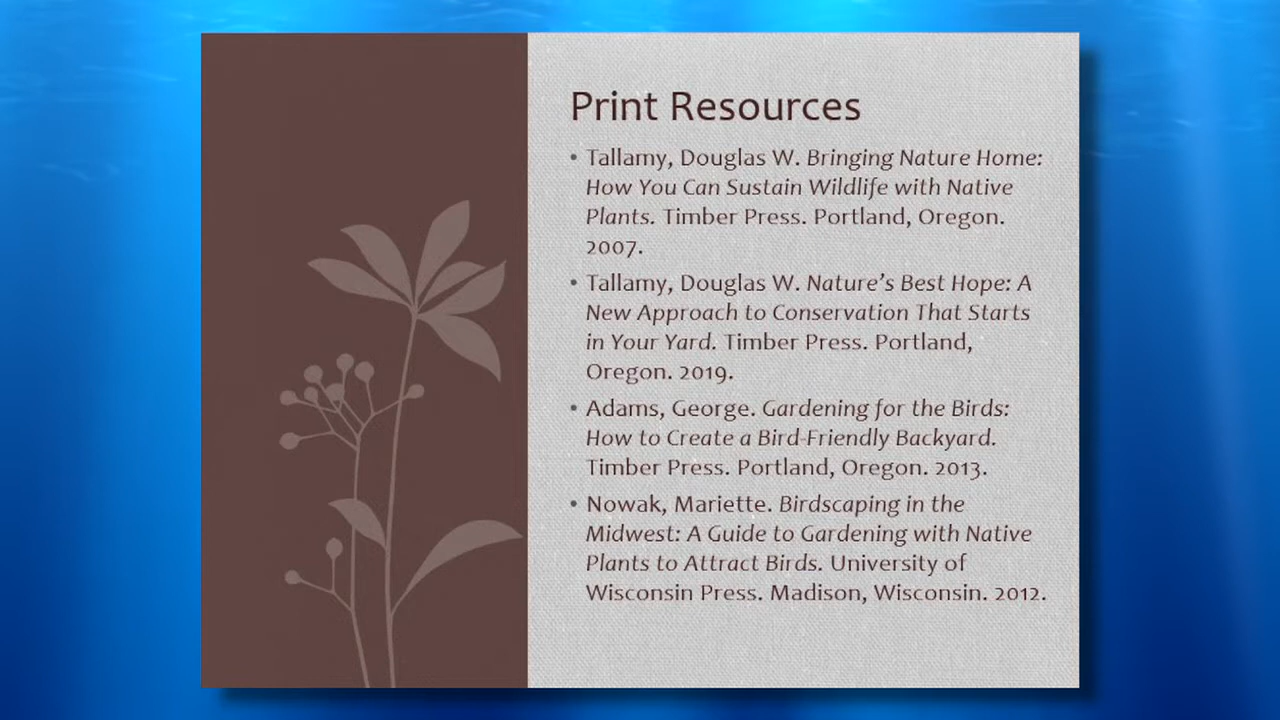 Print Resources
• Tallamy, Douglas W. Bringing Nature Home:
How You Can Sustain Wildlife with Native
Plants. Timber Press. Portland, Oregon.
2007.
• Tallamy, Douglas W. Nature’s Best Hope: A
New Approach to Conservation That Starts
in Your Yard. Timber Press. Portland,
Oregon. 2019.
• Adams, George. Gardening for the Birds:
How to Create a Bird-Friendly Backyard.
Timber Press. Portland, Oregon. 2013.
• Nowak, Mariette. Birdscaping in the
Midwest: A Guide to Gardening with Native
Plants to Attract Birds. University of
Wisconsin Press. Madison, Wisconsin. 2012.